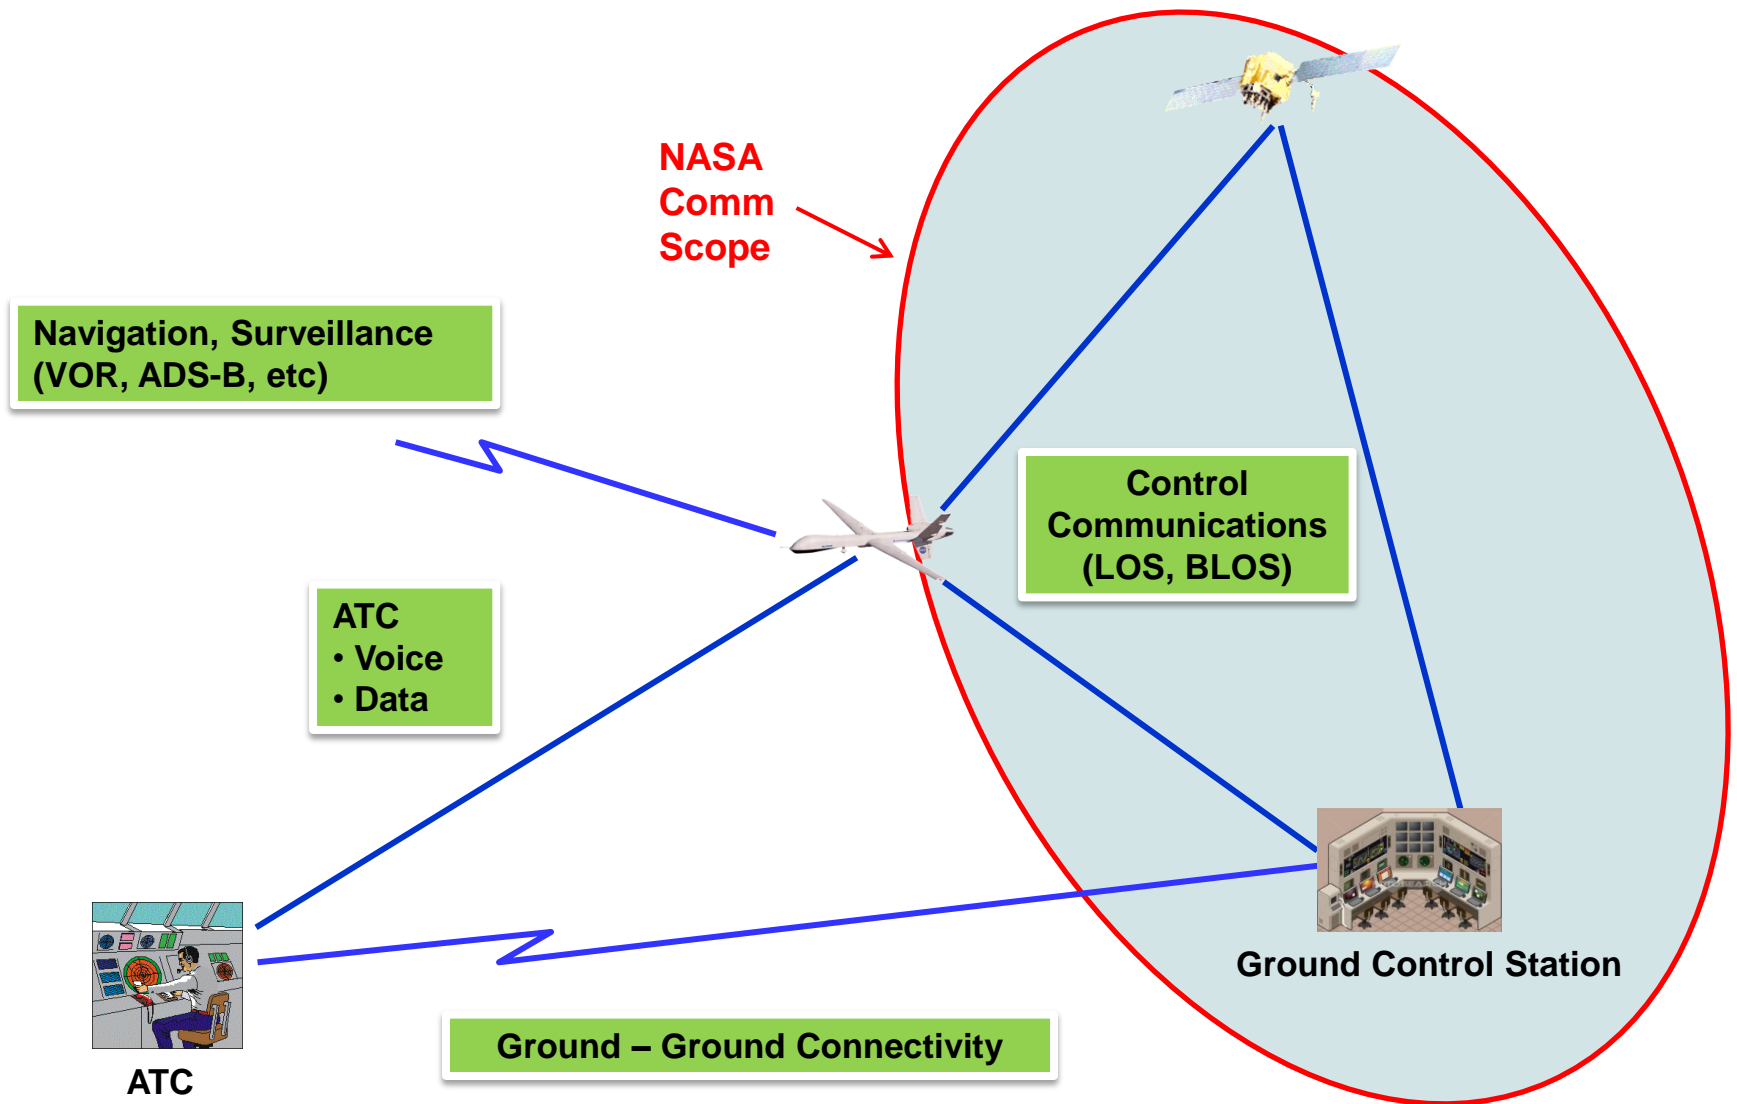 NASA
Comm
Scope
Navigation, Surveillance
(VOR, ADS-B, etc)
Control
Communications
(LOS, BLOS)
ATC
• Voice
• Data
Ground Control Station
Ground – Ground Connectivity
ATC